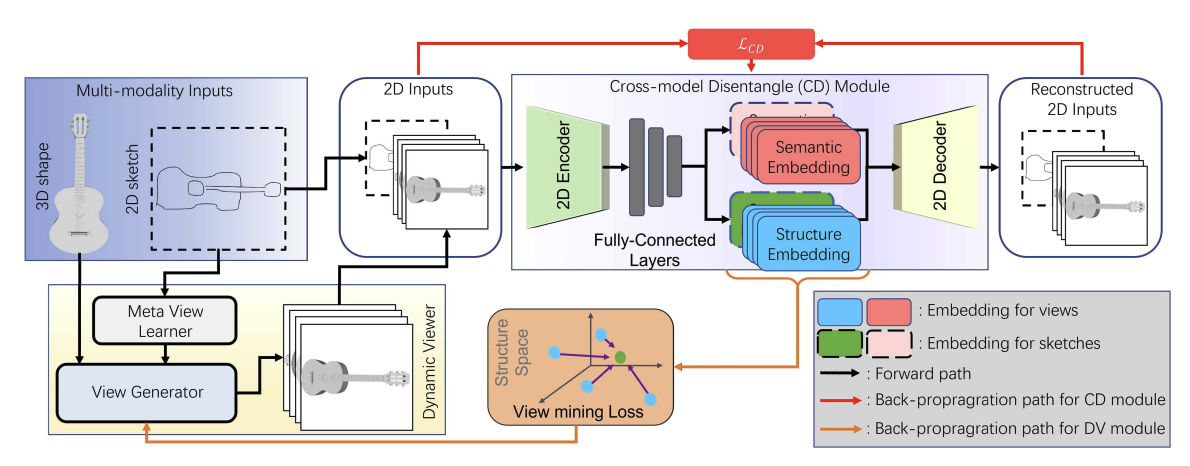 ℒ_CD
Multi-modality Inputs
3D shape
2D sketch
2D Inputs
Cross-model Disentangle (CD) Module
2D Encoder
Fully-Connected
Layers
Semantic
Embedding
Structure
Embedding
2D Decoder
Reconstructed
2D Inputs
Meta View
Learner
View Generator
Dynamic Viewer
Structure
Space
View mining Loss
: Embedding for views
: Embedding for sketches
: Forward path
: Back-propragration path for CD module
: Back-propragration path for DV module